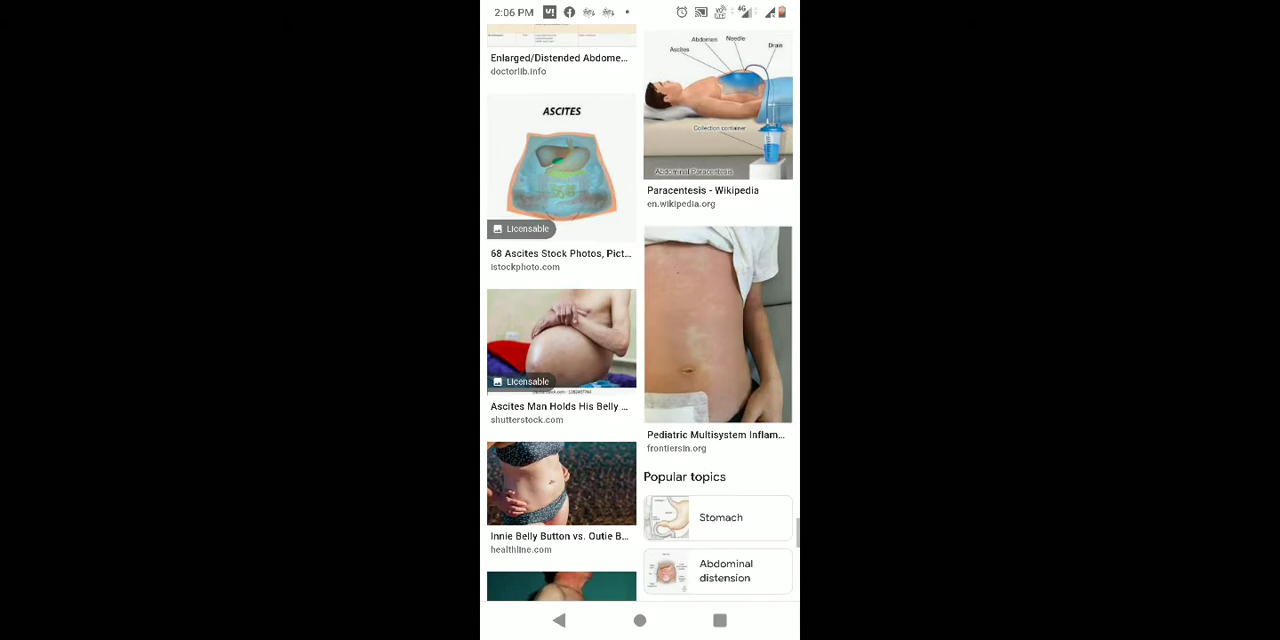 2:06 PM
4G
Enlarged/Distended Abdome...
doctorlib.info
ASCITES
Licensable
68 Ascites Stock Photos, Pict...
istockphoto.com
Licensable
Ascites Man Holds His Belly ...
shutterstock.com
Innie Belly Button vs. Outie B...
healthline.com
Abdomen
Needle
Ascites
Drain
Collection container
Abdominal Paracentesis
Paracentesis - Wikipedia
en.wikipedia.org
Pediatric Multisystem Inflam...
frontiersin.org
Popular topics
Stomach
Abdominal
distension